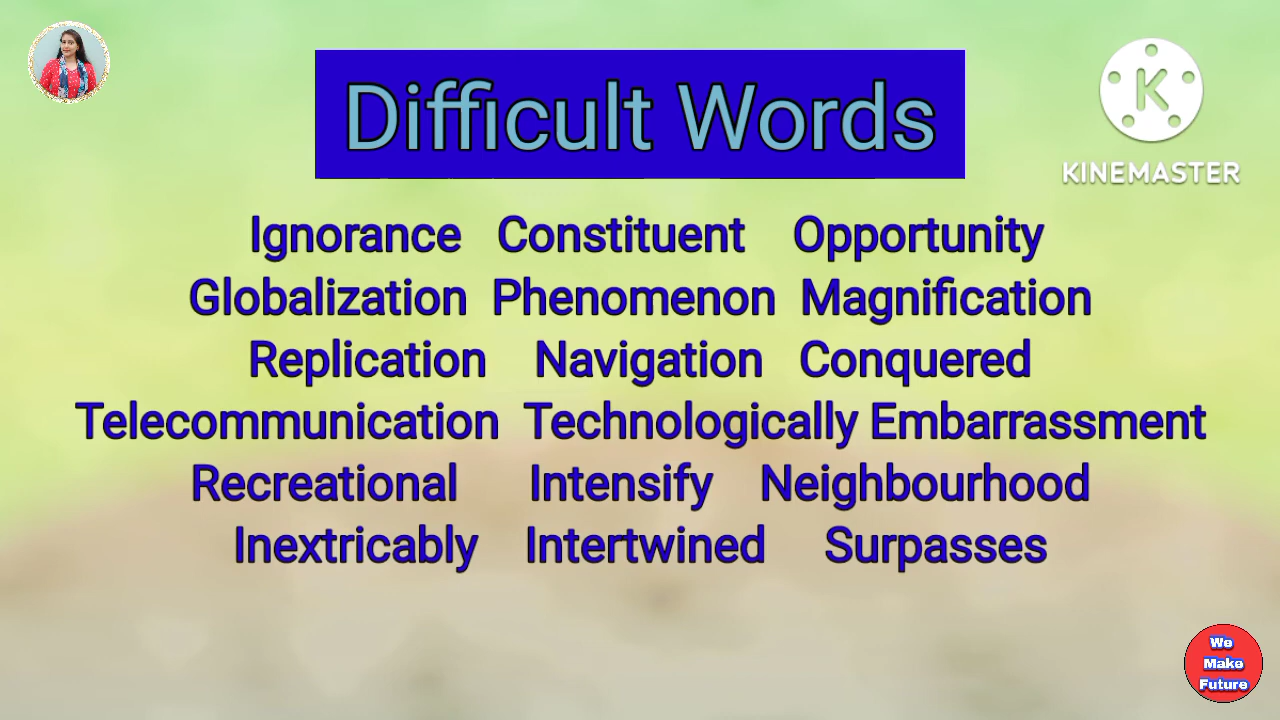 Difficult Words
K
KINEMASTER
Ignorance Constituent Opportunity
Globalization Phenomenon Magnification
Replication Navigation Conquered
Telecommunication Technologically Embarrassment
Recreational Intensify Neighbourhood
Inextricably Intertwined Surpasses
We
Make
Future